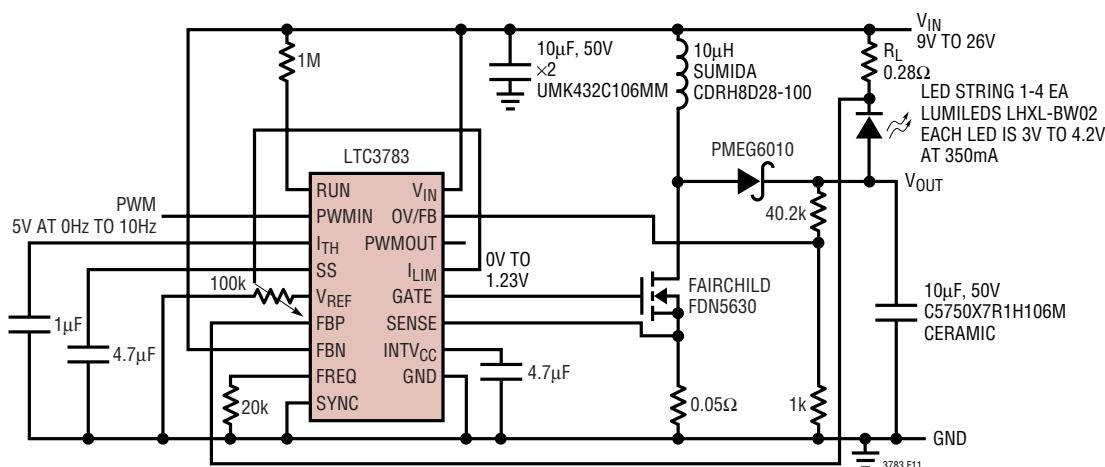 VIN
9V TO 26V
1M
10µF, 50V
×2
UMK432C106MM
10µH
SUMIDA
CDRH8D28-100
RL
0.28Ω
LED STRING 1-4 EA
LUMILEDS LHXL-BW02
EACH LED IS 3V TO 4.2V
AT 350mA
LTC3783
PMEG6010
VOUT
RUN
PWMIN
ITH
SS
VREF
FBP
FBN
FREQ
SYNC
VIN
OV/FB
PWMOUT
ILIM
GATE
SENSE
INTVCC
GND
PWM
5V AT 0Hz TO 10Hz
40.2k
0V TO
1.23V
100k
FAIRCHILD
FDN5630
10µF, 50V
C5750X7R1H106M
CERAMIC
1µF
4.7µF
4.7µF
20k
0.05Ω
1k
GND
3783 F11